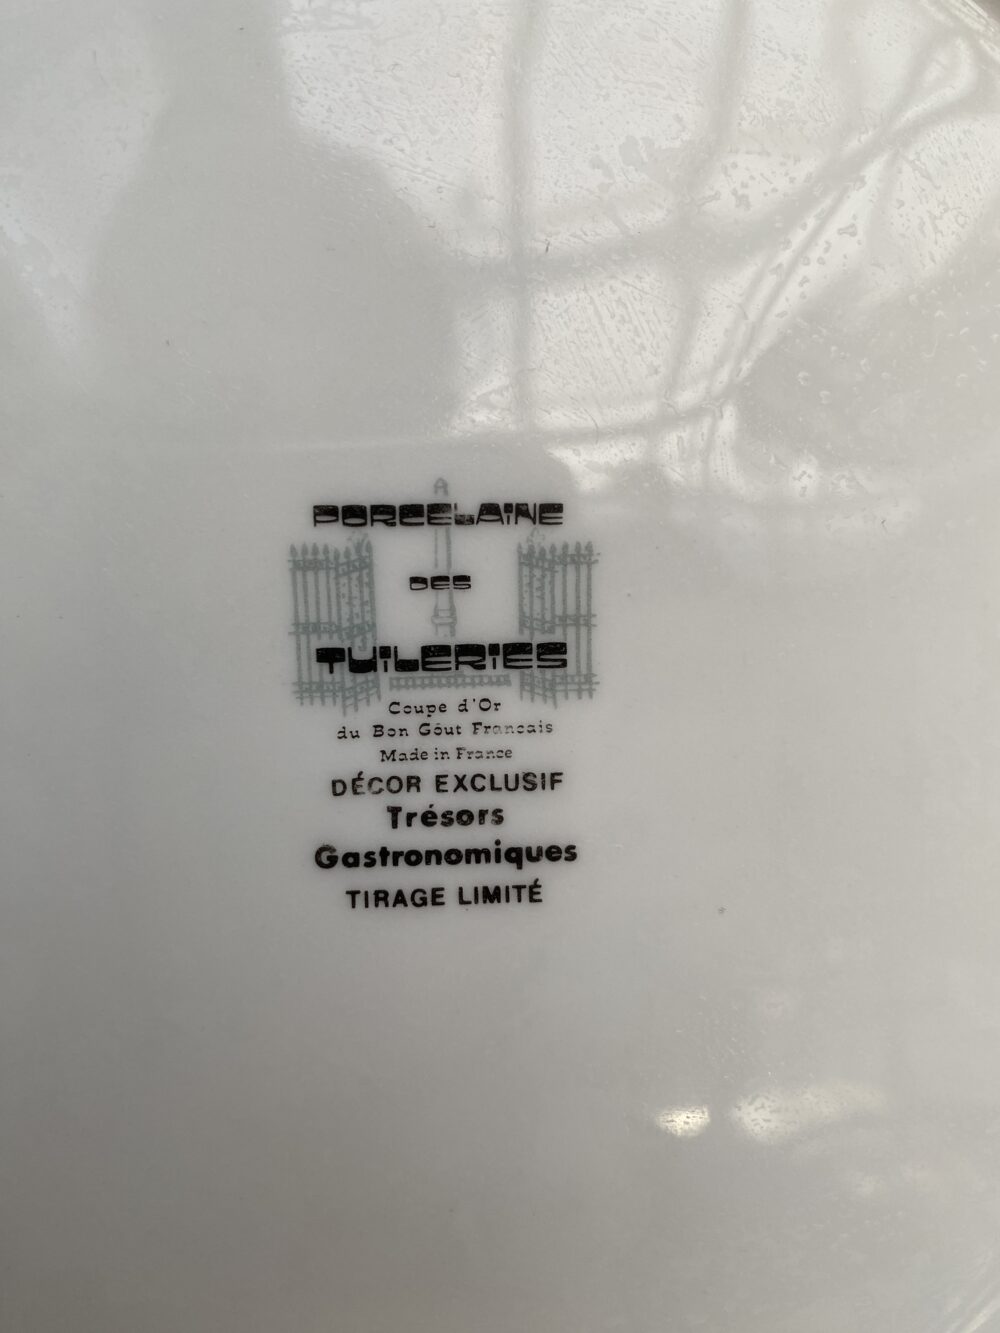 PORCELAINE
DES
TUILERIES
Coupe d'Or
du Bon Goût Francais
Made in France
DÉCOR EXCLUSIF
Trésors
Gastronomiques
TIRAGE LIMITÉ